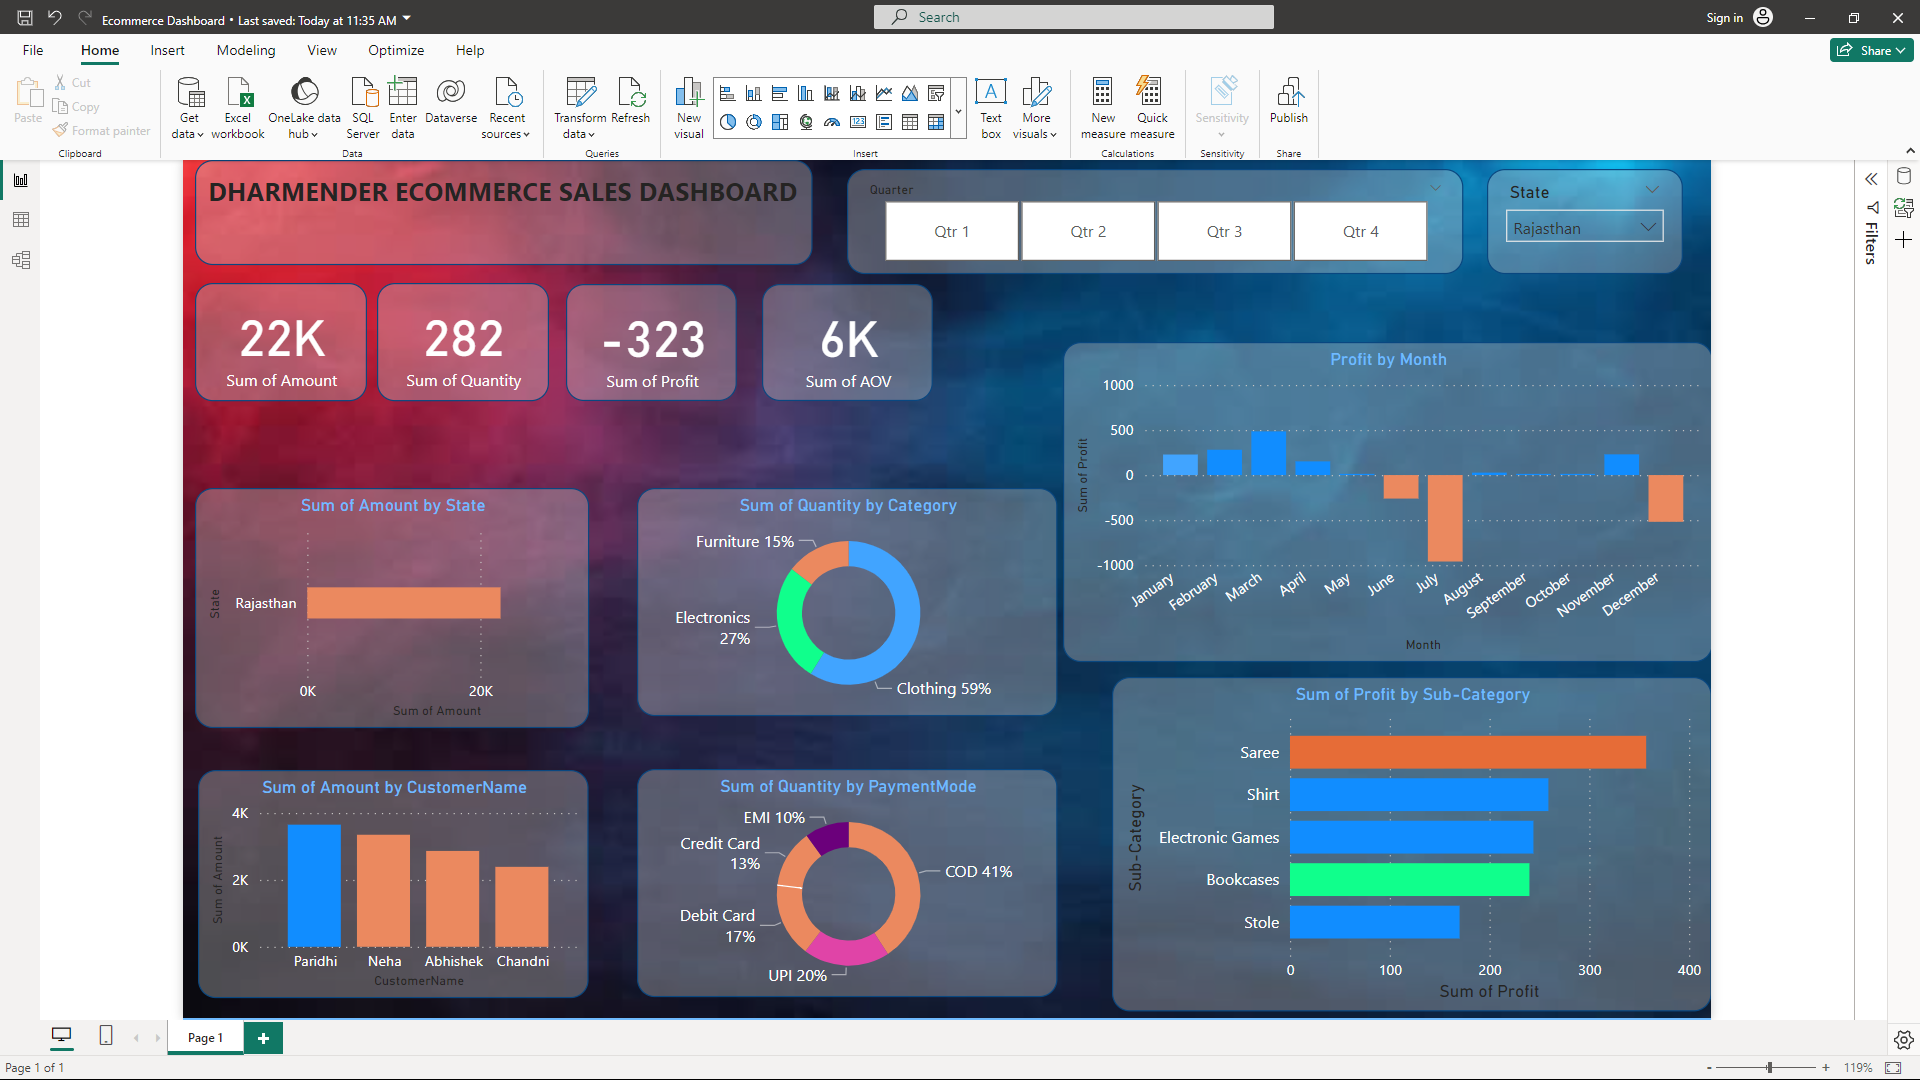 Ecommerce Dashboard • Last saved: Today at 11:35 AM
Search
Sign in
File
Home
Insert
Modeling
View
Optimize
Help
Share
Paste
Cut
Copy
Format painter
Clipboard
Get data
Excel workbook
OneLake data hub
SQL Server
Enter data
Dataverse
Recent sources
Data
Transform data
Refresh
Queries
New visual
Text box
More visuals
Insert
New measure
Quick measure
Calculations
Sensitivity
Sensitivity
Publish
Share
DHARMENDER ECOMMERCE SALES DASHBOARD
Quarter
Qtr 1
Qtr 2
Qtr 3
Qtr 4
State
Rajasthan
Filters
22K
Sum of Amount
282
Sum of Quantity
-323
Sum of Profit
6K
Sum of AOV
Profit by Month
Sum of Profit
1000
500
0
-500
-1000
January
February
March
April
May
June
July
August
September
October
November
December
Month
Sum of Amount by State
State
Rajasthan
0K
20K
Sum of Amount
Sum of Quantity by Category
Furniture 15%
Electronics
27%
Clothing 59%
Sum of Profit by Sub-Category
Sub-Category
Saree
Shirt
Electronic Games
Bookcases
Stole
0
100
200
300
400
Sum of Profit
Sum of Amount by CustomerName
Sum of Amount
4K
2K
0K
Paridhi
Neha
Abhishek
Chandni
CustomerName
Sum of Quantity by PaymentMode
EMI 10%
Credit Card
13%
COD 41%
Debit Card
17%
UPI 20%
Page 1
Page 1 of 1
119%